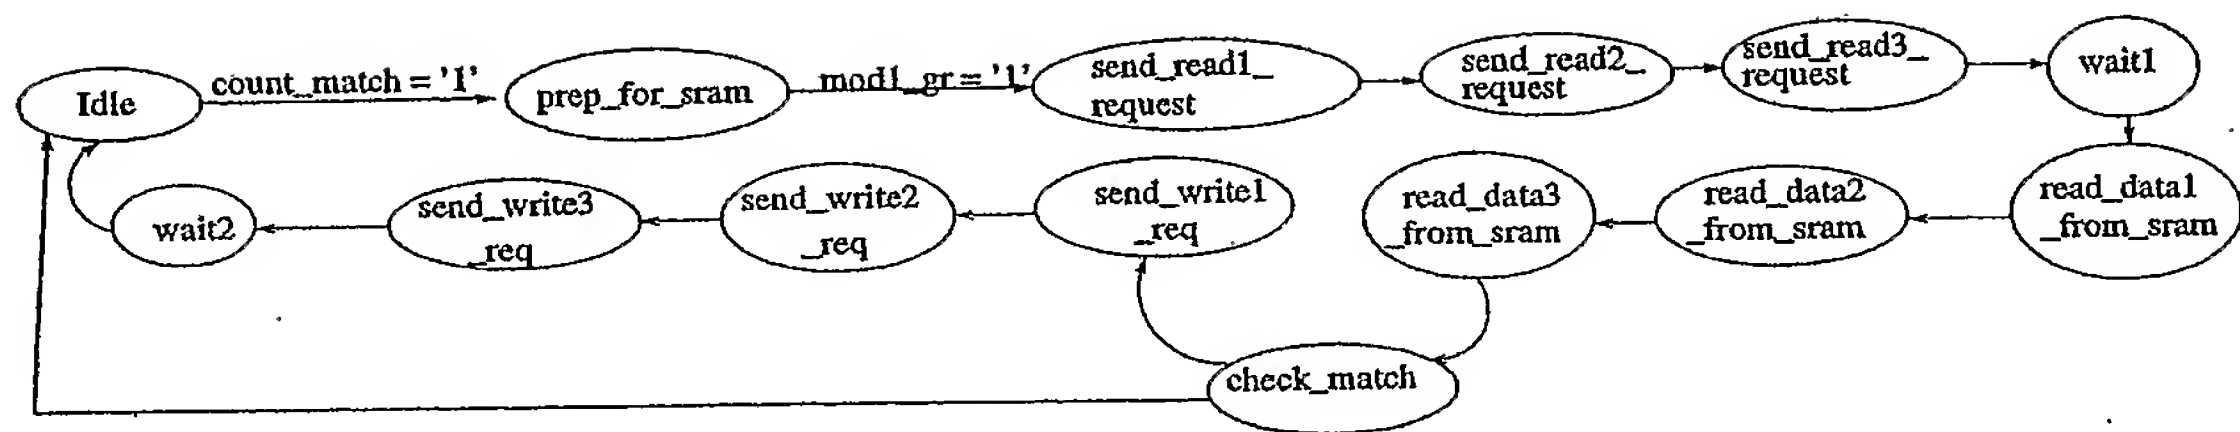 Idle
count_match = '1'
prep_for_sram
mod1_gr = '1'
send_read1_
request
send_read2_
request
send_read3_
request
wait1
read_data1
_from_sram
read_data2
_from_sram
read_data3
_from_sram
check_match
send_write1
_req
send_write2
_req
send_write3
_req
wait2